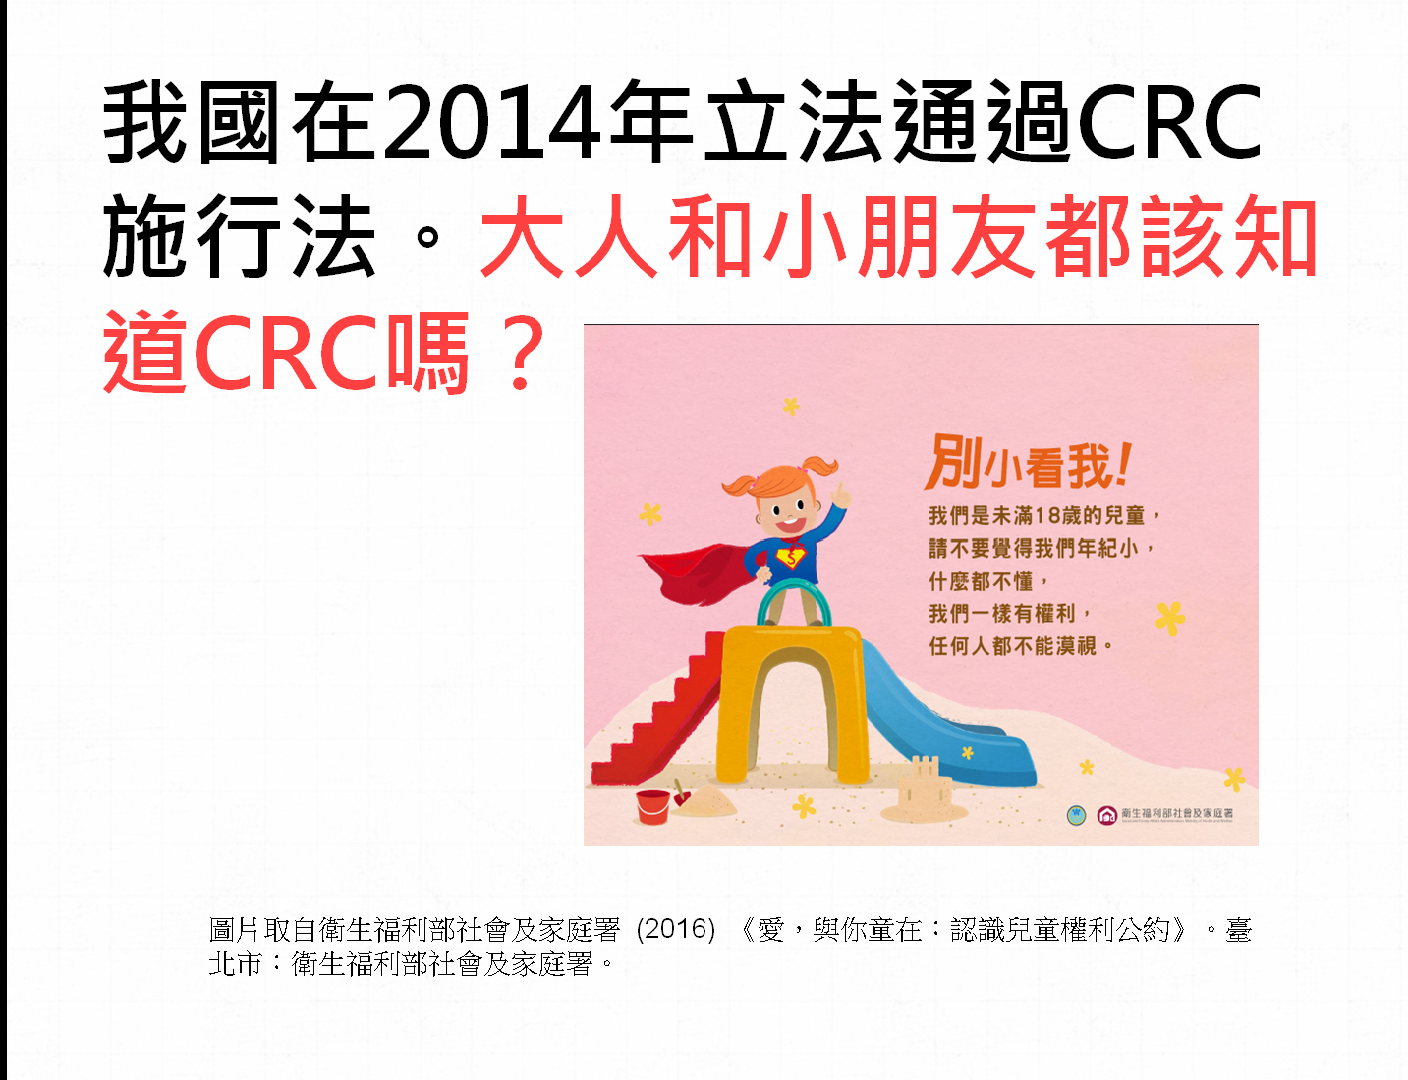 我國在2014年立法通過CRC
施行法。大人和小朋友都該知
道CRC嗎？
別小看我！
我們是未滿18歲的兒童，
請不要覺得我們年紀小，
什麼都不懂，
我們一樣有權利，
任何人都不能漠視。
S
衛生福利部社會及家庭署
圖片取自衛生福利部社會及家庭署 (2016) 《愛，與你童在：認識兒童權利公約》。臺
北市：衛生福利部社會及家庭署。